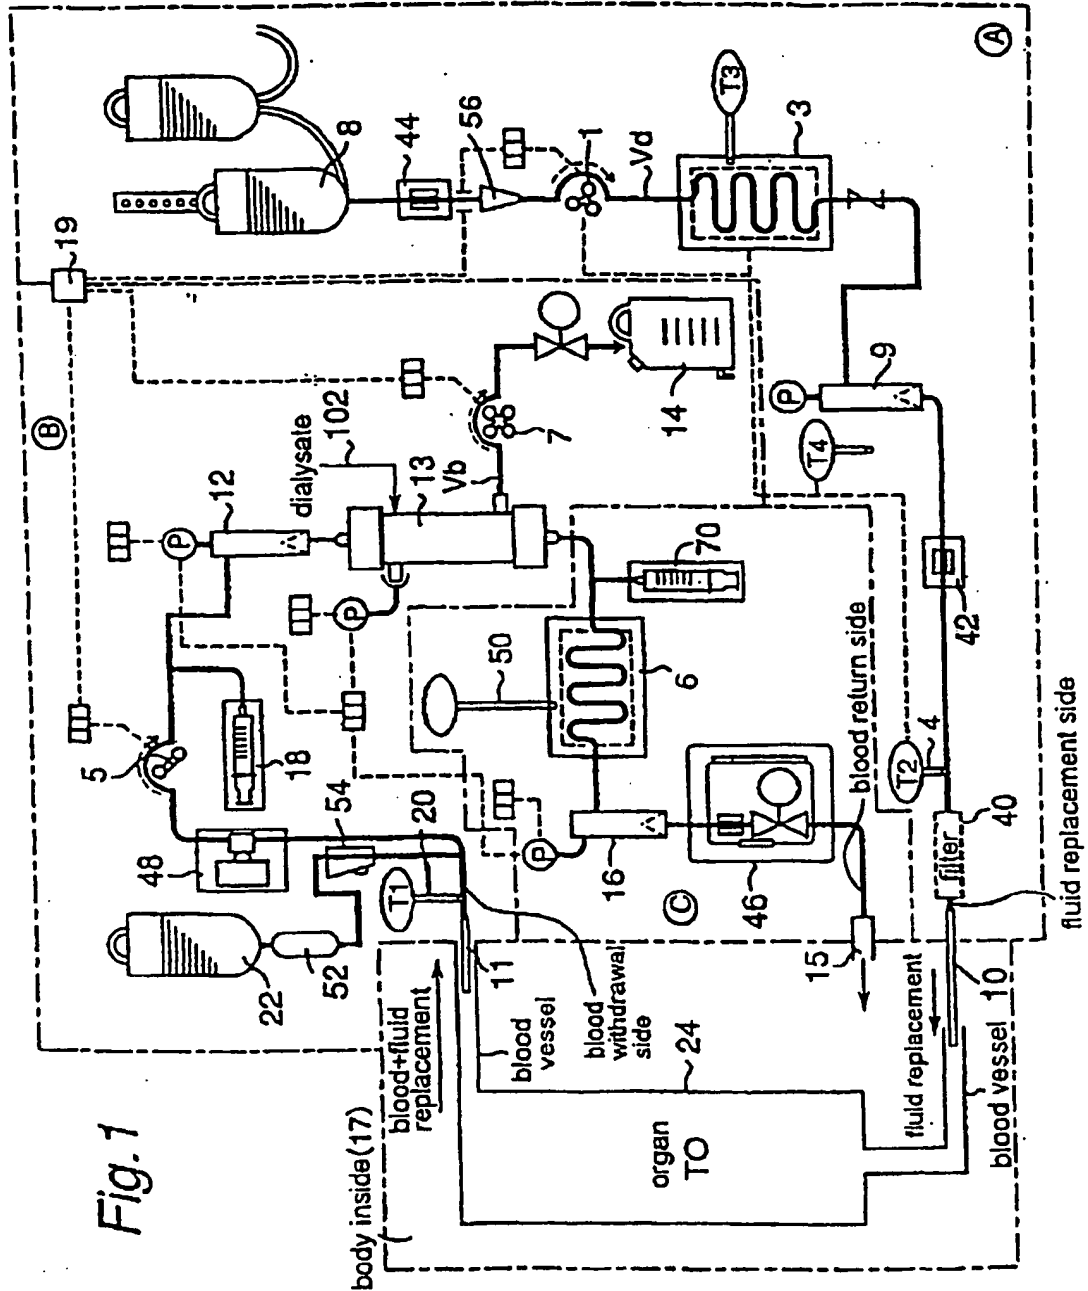 Fig.1
body inside(17)
blood+fluid
replacement
blood
vessel
blood
withdrawal
side
24
organ
TO
fluid replacement
blood vessel
22
52
T1
20
11
54
48
5
18
B
19
P
12
dialysate
102
13
Vb
7
14
P
50
6
70
P
16
46
C
15
blood return side
8
44
56
1
Vd
T3
3
A
P
9
T4
42
T2
4
filter
40
10
fluid replacement side